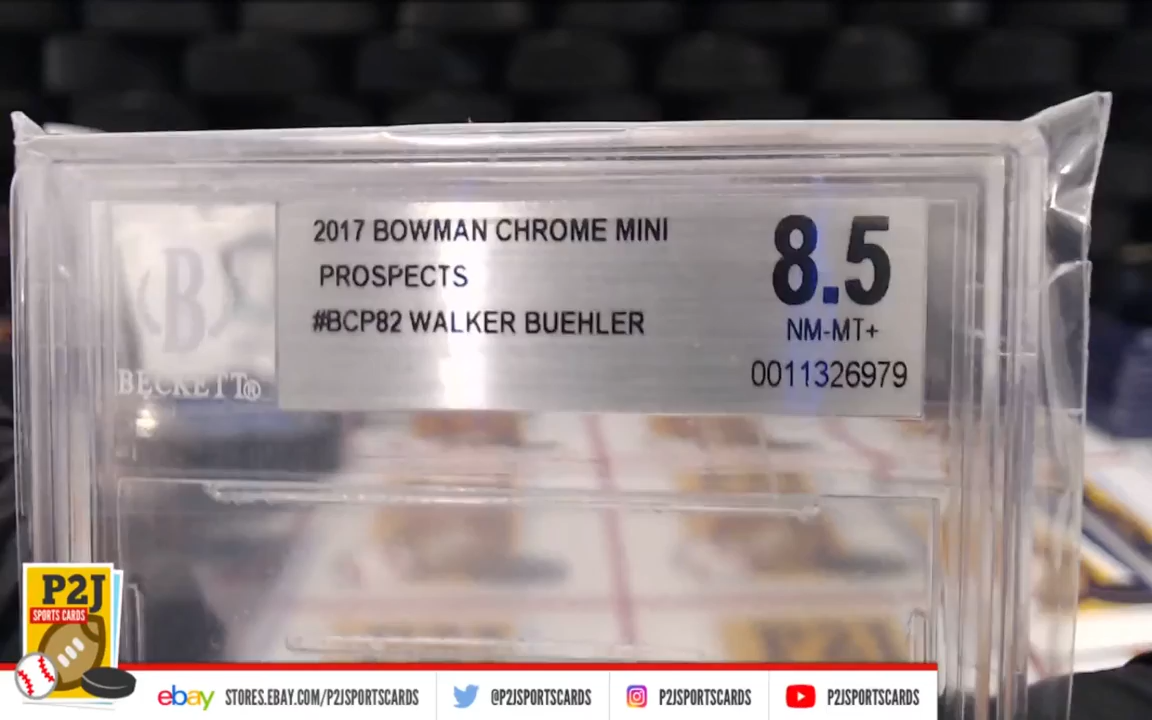 2017 BOWMAN CHROME MINI
PROSPECTS
#BCP82 WALKER BUEHLER
8.5
NM-MT+
0011326979
B
BECKETT®
P2J
SPORTS CARDS
ebay STORES.EBAY.COM/P2JSPORTSCARDS @P2JSPORTSCARDS P2JSPORTSCARDS P2JSPORTSCARDS